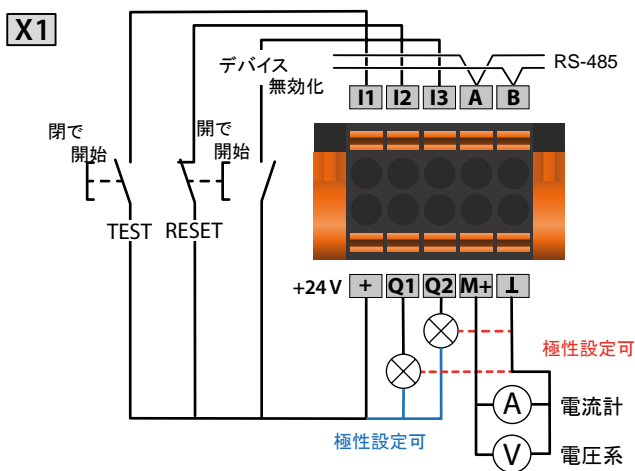 X1
デバイス
無効化
RS-485
I1 I2 I3 A B
閉で
開始
開で
開始
TEST RESET
+24 V + Q1 Q2 M+ ⊥
極性設定可
極性設定可
A 電流計
V 電圧系